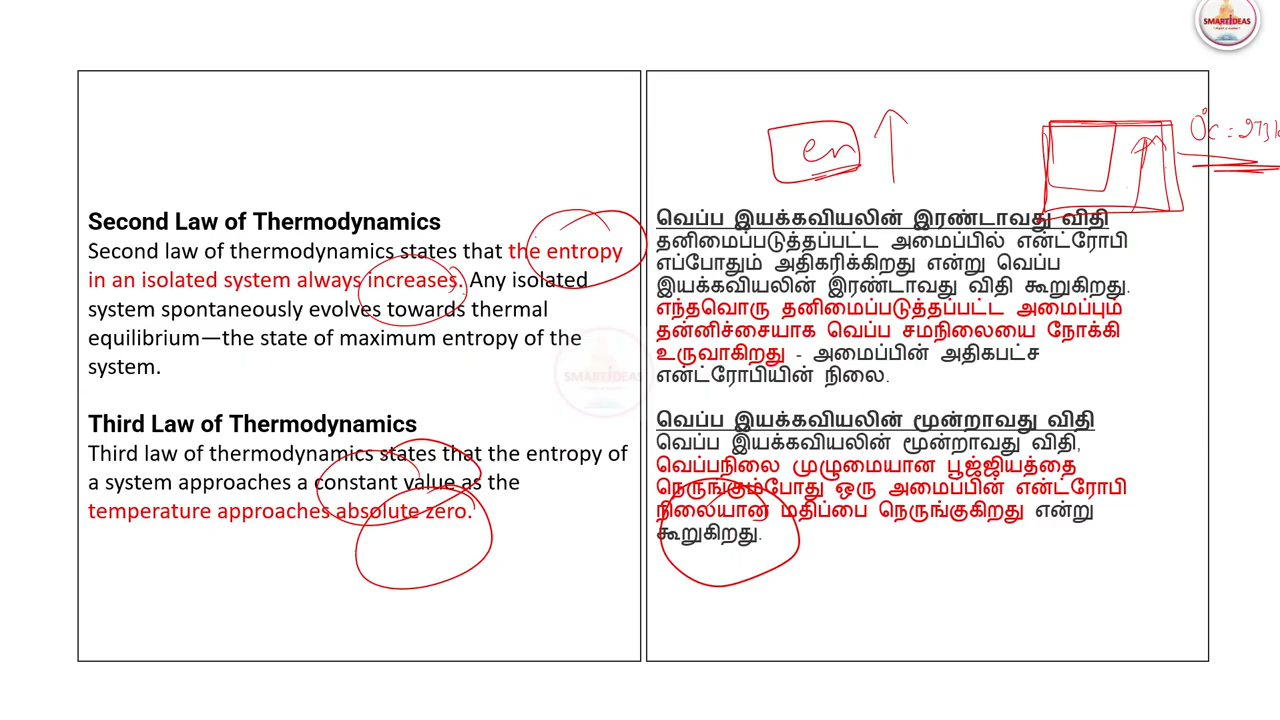 SMARTIDEAS
en
0°c = 273k
Second Law of Thermodynamics
Second law of thermodynamics states that the entropy
in an isolated system always increases. Any isolated
system spontaneously evolves towards thermal
equilibrium—the state of maximum entropy of the
system.
Third Law of Thermodynamics
Third law of thermodynamics states that the entropy of
a system approaches a constant value as the
temperature approaches absolute zero.
வெப்ப இயக்கவியலின் இரண்டாவது விதி
தனிமைப்படுத்தப்பட்ட அமைப்பில் என்ட்ரோபி
எப்போதும் அதிகரிக்கிறது என்று வெப்ப
இயக்கவியலின் இரண்டாவது விதி கூறுகிறது.
எந்தவொரு தனிமைப்படுத்தப்பட்ட அமைப்பும்
தன்னிச்சையாக வெப்ப சமநிலையை நோக்கி
உருவாகிறது - அமைப்பின் அதிகபட்ச
என்ட்ரோபியின் நிலை.
வெப்ப இயக்கவியலின் மூன்றாவது விதி
வெப்ப இயக்கவியலின் மூன்றாவது விதி,
வெப்பநிலை முழுமையான பூஜ்ஜியத்தை
நெருங்கும்போது ஒரு அமைப்பின் என்ட்ரோபி
நிலையான மதிப்பை நெருங்குகிறது என்று
கூறுகிறது.
SMARTIDEAS